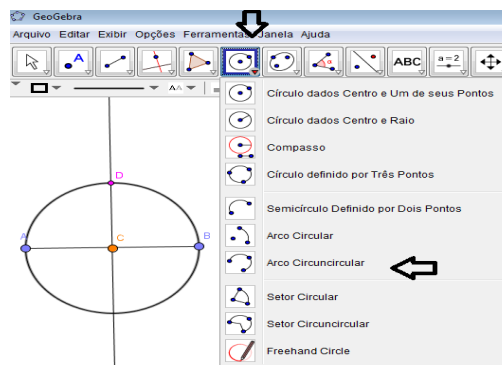 GeoGebra
Arquivo Editar Exibir Opções Ferramentas Janela Ajuda
A ABC a=2
AA
Círculo dados Centro e Um de seus Pontos
Círculo dados Centro e Raio
Compasso
Círculo definido por Três Pontos
Semicírculo Definido por Dois Pontos
Arco Circular
Arco Circuncircular
Setor Circular
Setor Circuncircular
Freehand Circle
D
A C B